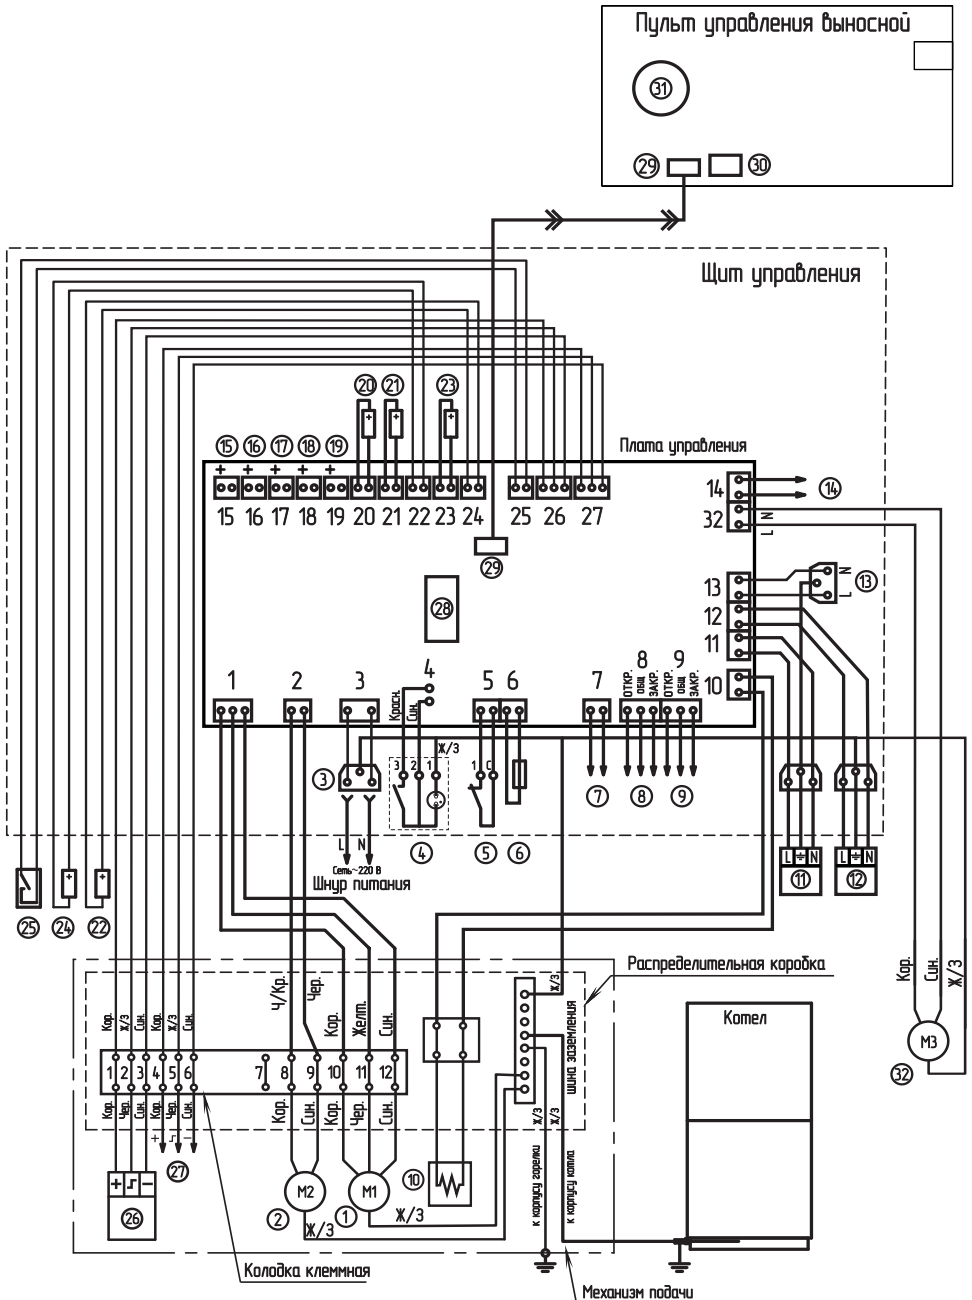 Пульт управления выносной
31
29
30
Щит управления
20 21 23
Плата управления
15 16 17 18 19
+ + + + +
15 16 17 18 19 20 21 22 23 24 25 26 27
14
14
32
L N
29
28
13
N
L
13
12
11
10
1 2 3 4 5 6 7 8 9
Красн.
Син.
ОТКР.
ОБЩ
ЗАКР.
ОТКР.
ОБЩ
ЗАКР.
Ж/З
3 2 1
1 С
3
L N
Сеть~220 В
Шнур питания
4
5
6
7
8
9
L N
11
L N
12
25
24
22
Распределительная коробка
Кор.
Син.
Ж/З
М3
32
Котел
Ч/Кр.
Чер.
Кор.
Желт.
Син.
Ж/З
Кор.
Ж/З
Син.
Кор.
Ж/З
Син.
шина заземления
1 2 3 4 5 6 7 8 9 10 11 12
Кор.
Чер.
Син.
Кор.
Чер.
Син.
Кор.
Син.
Кор.
Чер.
Син.
Ж/З
Ж/З
+ −
27
+ −
26
М2
2
М1
1
10
Ж/З
Ж/З
к корпусу горелки
к корпусу котла
Колодка клеммная
Механизм подачи